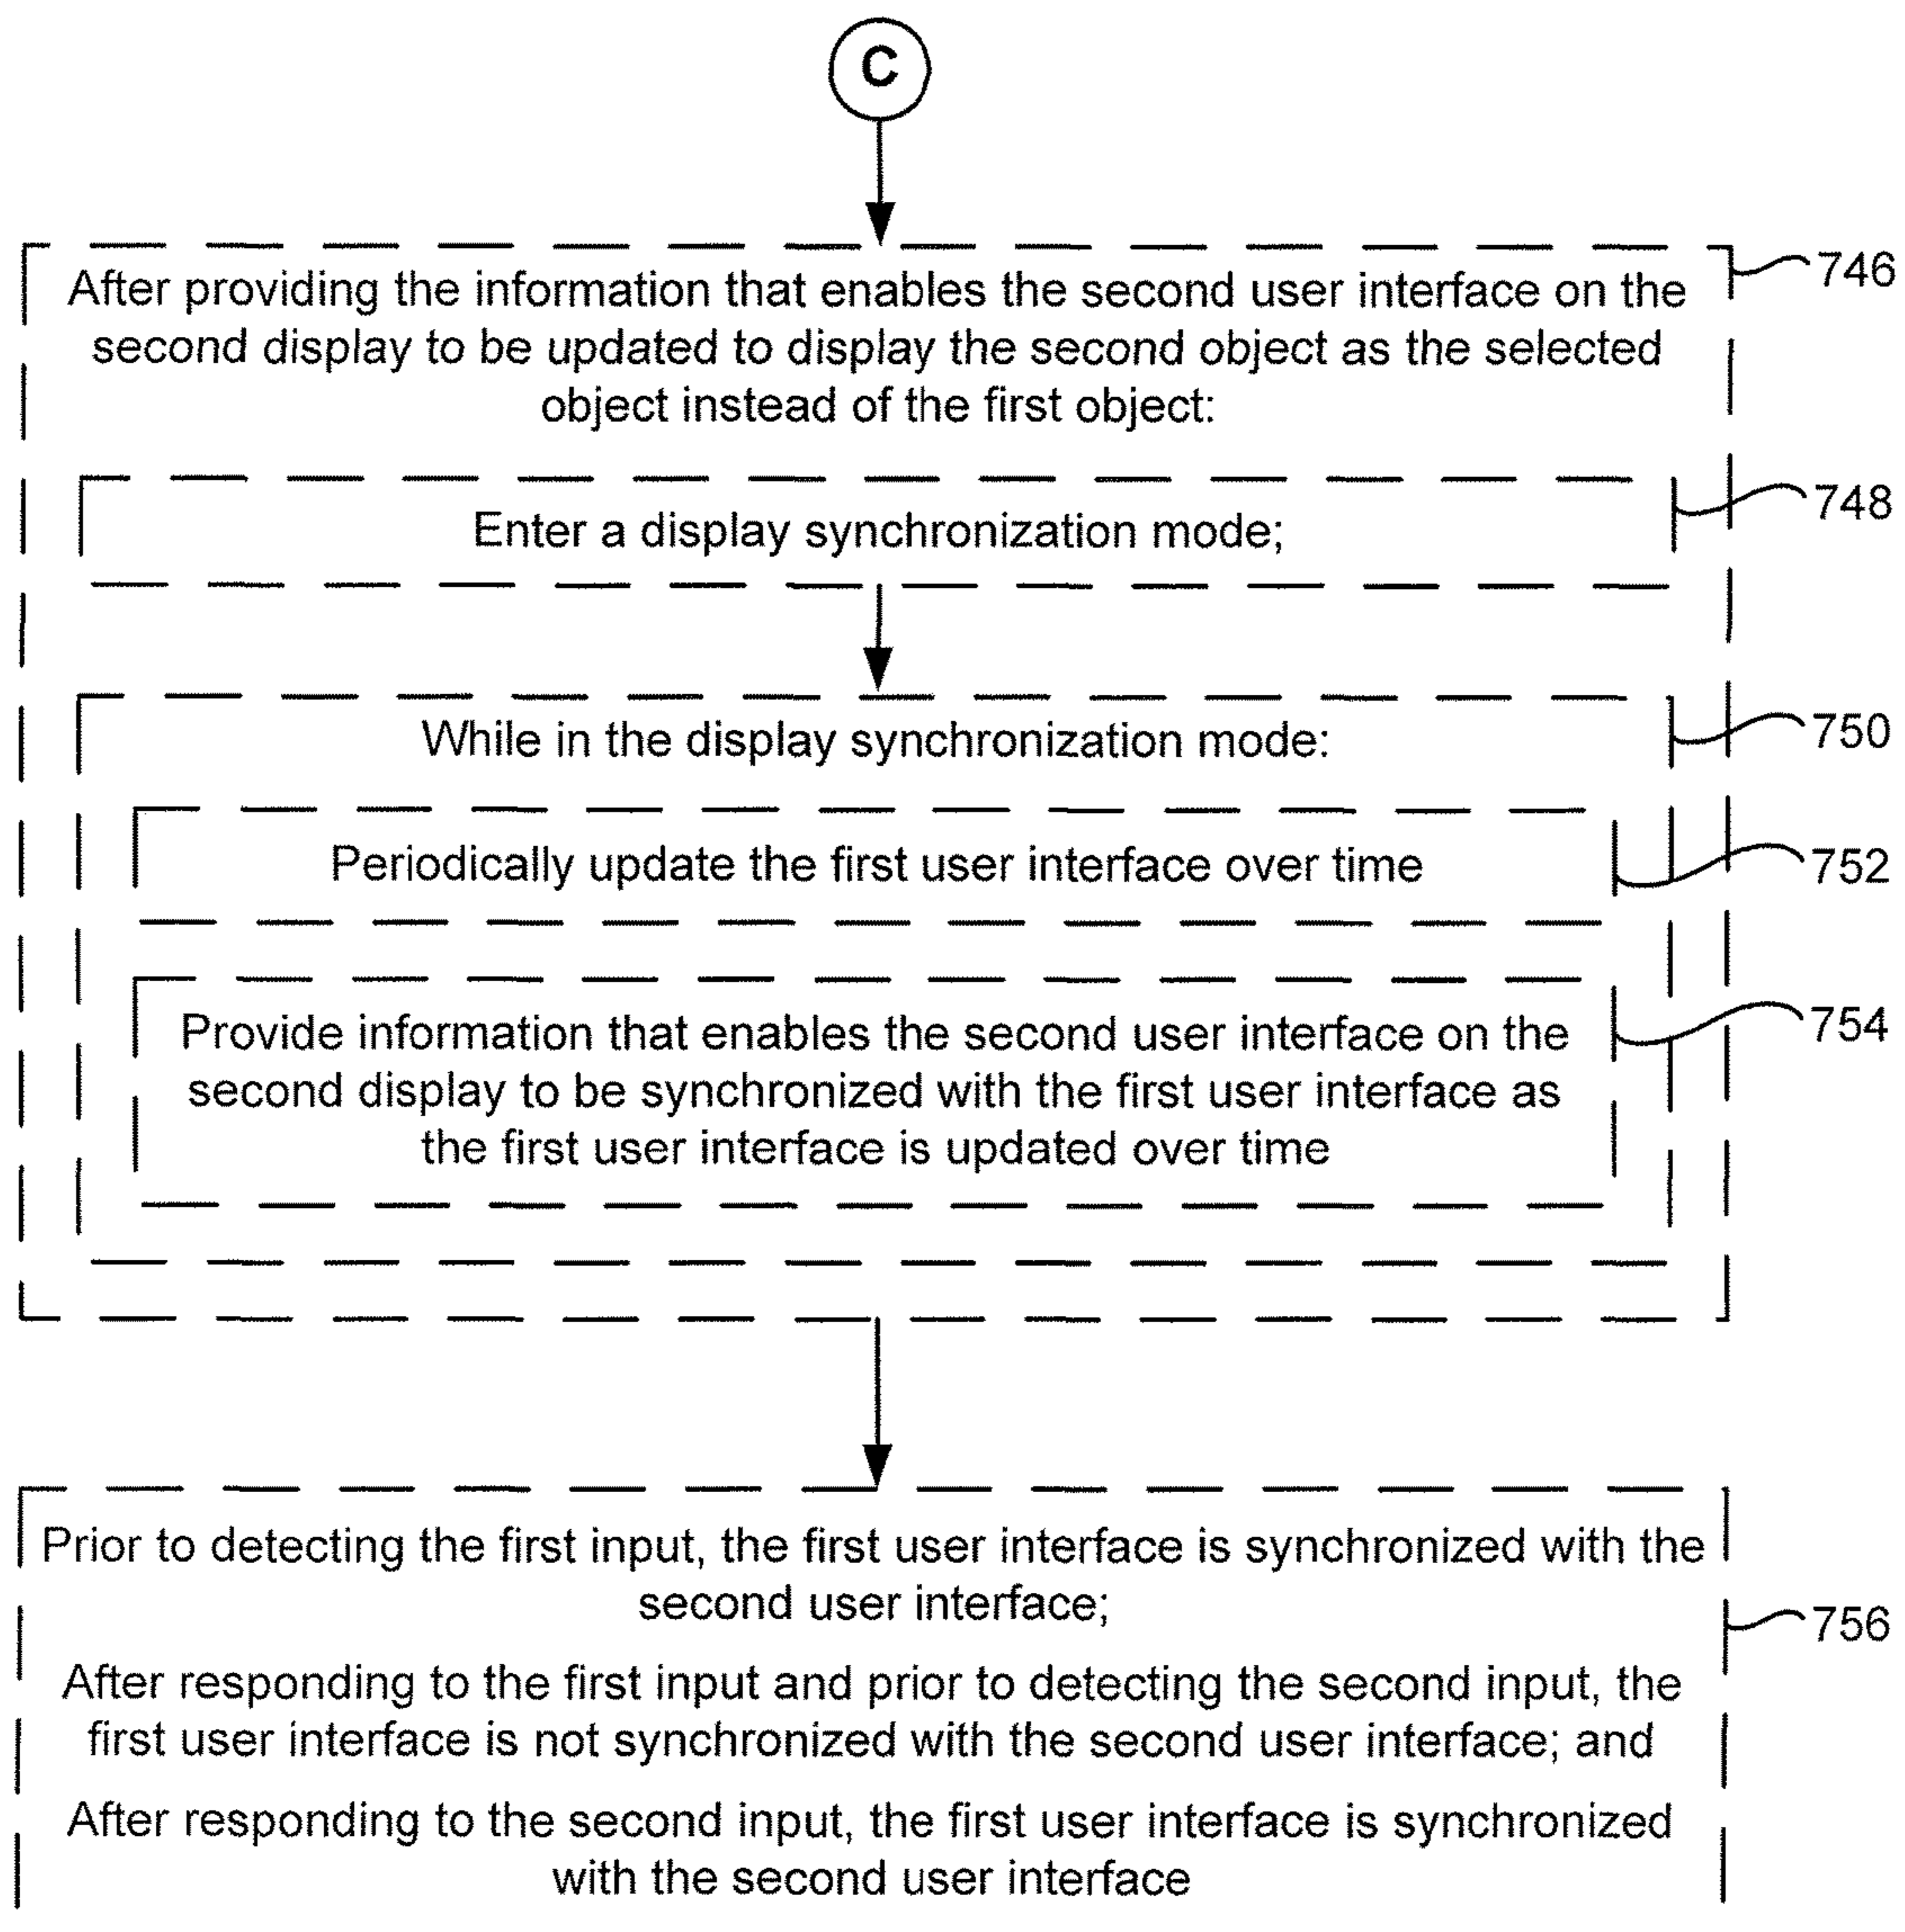 C
After providing the information that enables the second user interface on the
second display to be updated to display the second object as the selected
object instead of the first object:
746
Enter a display synchronization mode;
748
While in the display synchronization mode:
750
Periodically update the first user interface over time
752
Provide information that enables the second user interface on the
second display to be synchronized with the first user interface as
the first user interface is updated over time
754
Prior to detecting the first input, the first user interface is synchronized with the
second user interface;
After responding to the first input and prior to detecting the second input, the
first user interface is not synchronized with the second user interface; and
After responding to the second input, the first user interface is synchronized
with the second user interface
756